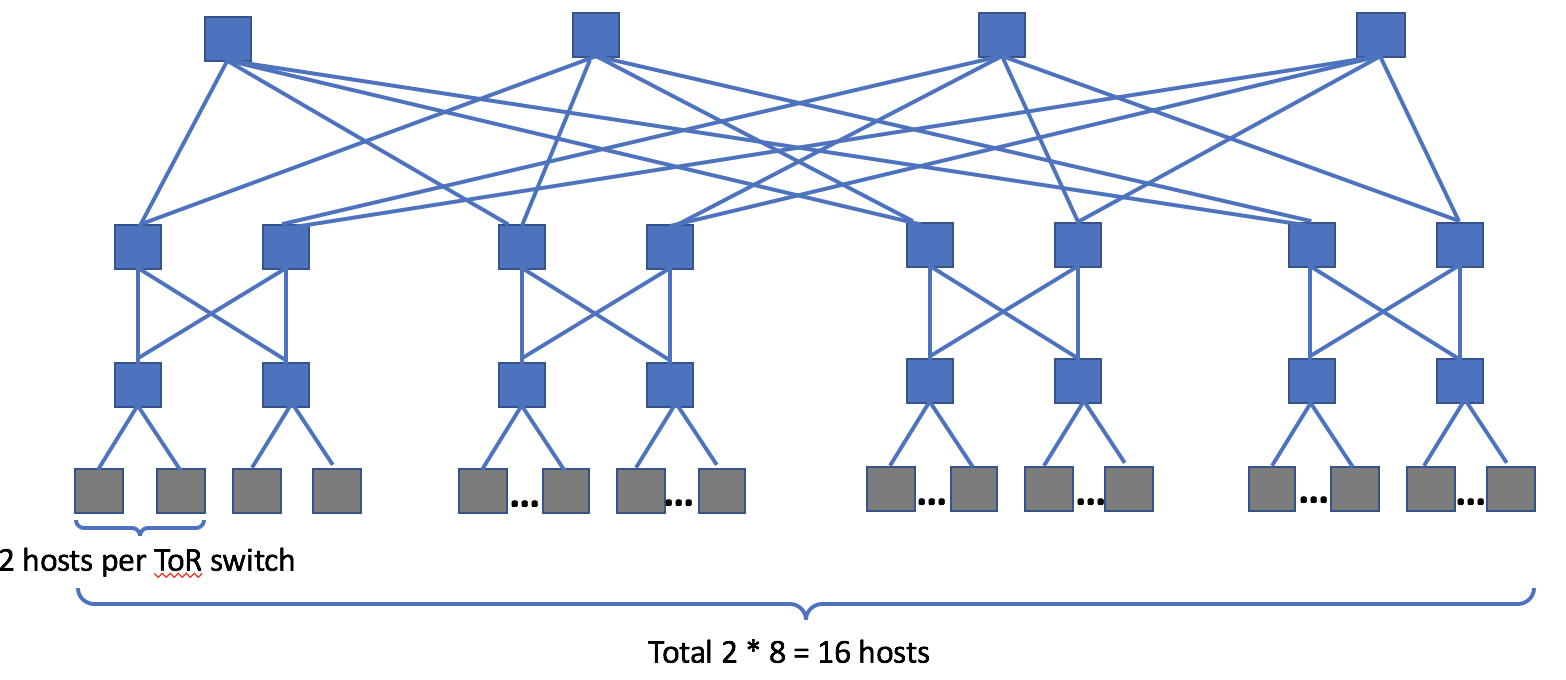 ... ... ... ... ... ...
2 hosts per ToR switch
Total 2 * 8 = 16 hosts